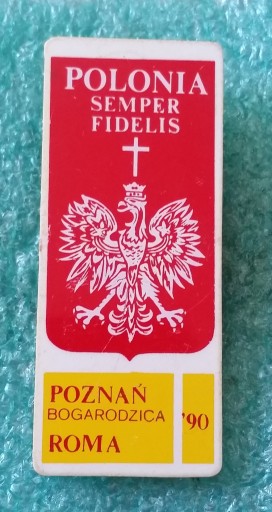 POLONIA
SEMPER
FIDELIS
POZNAŃ
BOGARODZICA
ROMA
'90